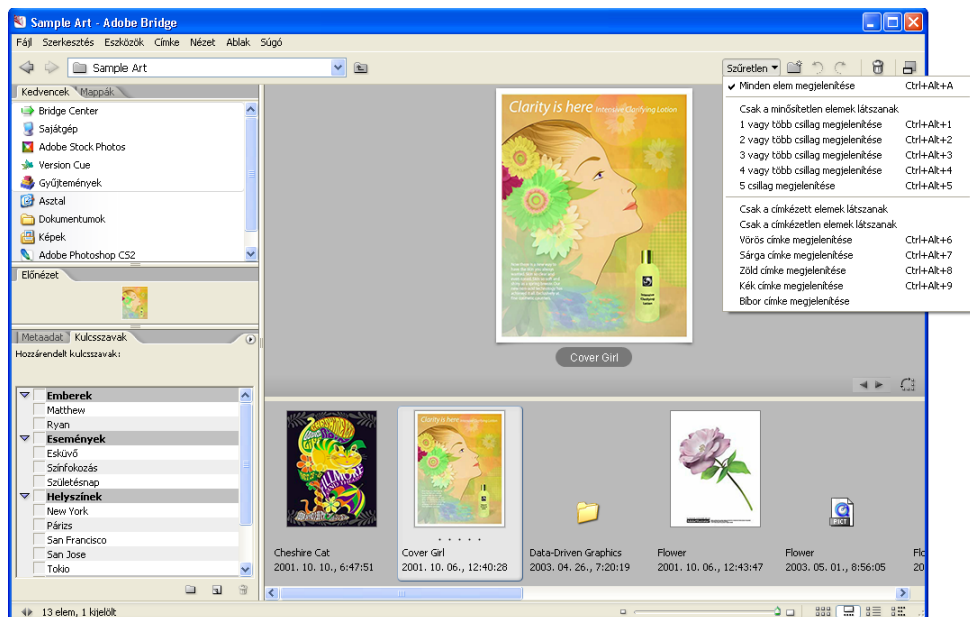 Sample Art - Adobe Bridge
Fájl Szerkesztés Eszközök Címke Nézet Ablak Súgó
Sample Art
Szűretlen
Kedvencek Mappák
Bridge Center
Sajátgép
Adobe Stock Photos
Version Cue
Gyűjtemények
Asztal
Dokumentumok
Képek
Adobe Photoshop CS2
Előnézet
Metaadat Kulcsszavak
Hozzárendelt kulcsszavak:
Emberek
Matthew
Ryan
Események
Esküvő
Színfokozás
Születésnap
Helyszínek
New York
Párizs
San Francisco
San Jose
Tokio
13 elem, 1 kijelölt
Clarity is here Intensive Clarifying Lotion
Cover Girl
Minden elem megjelenítése Ctrl+Alt+A
Csak a minősítetlen elemek látszanak
1 vagy több csillag megjelenítése Ctrl+Alt+1
2 vagy több csillag megjelenítése Ctrl+Alt+2
3 vagy több csillag megjelenítése Ctrl+Alt+3
4 vagy több csillag megjelenítése Ctrl+Alt+4
5 csillag megjelenítése Ctrl+Alt+5
Csak a címkézett elemek látszanak
Csak a címkézetlen elemek látszanak
Vörös címke megjelenítése Ctrl+Alt+6
Sárga címke megjelenítése Ctrl+Alt+7
Zöld címke megjelenítése Ctrl+Alt+8
Kék címke megjelenítése Ctrl+Alt+9
Bíbor címke megjelenítése
Clarity is here
PICT
Cheshire Cat
2001. 10. 10., 6:47:51
Cover Girl
2001. 10. 06., 12:40:28
Data-Driven Graphics
2003. 04. 26., 7:20:19
Flower
2001. 10. 06., 12:43:47
Flower
2003. 05. 01., 8:56:05
Flo
20